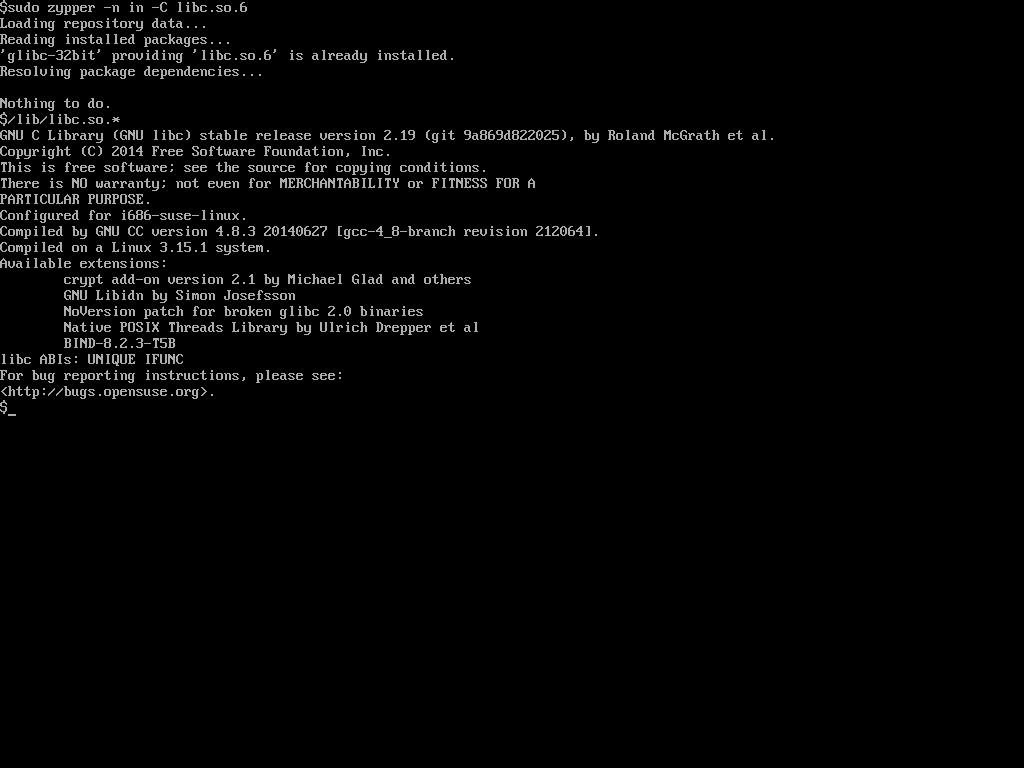 $sudo zypper -n in -C libc.so.6
Loading repository data...
Reading installed packages...
'glibc-32bit' providing 'libc.so.6' is already installed.
Resolving package dependencies...
Nothing to do.
$/lib/libc.so.*
GNU C Library (GNU libc) stable release version 2.19 (git 9a869d822025), by Roland McGrath et al.
Copyright (C) 2014 Free Software Foundation, Inc.
This is free software; see the source for copying conditions.
There is NO warranty; not even for MERCHANTABILITY or FITNESS FOR A
PARTICULAR PURPOSE.
Configured for i686-suse-linux.
Compiled by GNU CC version 4.8.3 20140627 [gcc-4_8-branch revision 212064].
Compiled on a Linux 3.15.1 system.
Available extensions:
crypt add-on version 2.1 by Michael Glad and others
GNU Libidn by Simon Josefsson
NoVersion patch for broken glibc 2.0 binaries
Native POSIX Threads Library by Ulrich Drepper et al
BIND-8.2.3-T5B
libc ABIs: UNIQUE IFUNC
For bug reporting instructions, please see:
<http://bugs.opensuse.org>.
$_